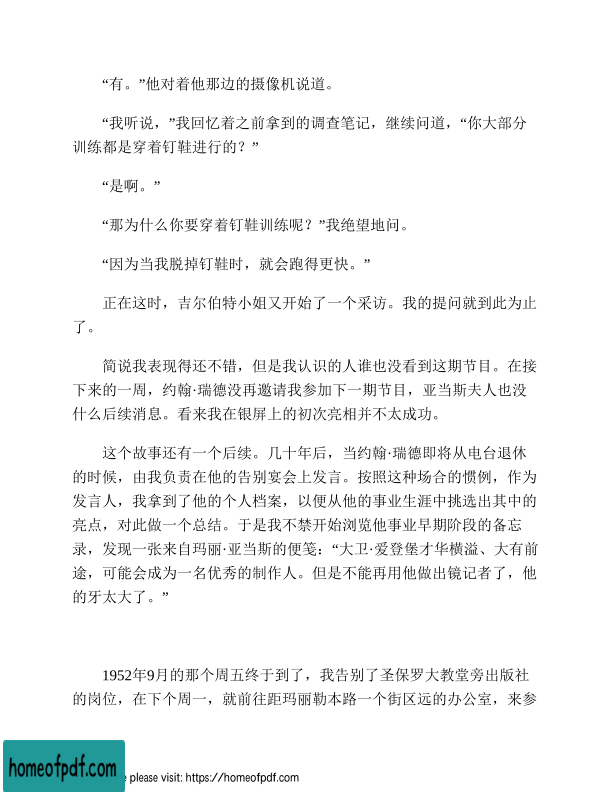 “有。”他对着他那边的摄像机说道。
“我听说，”我回忆着之前拿到的调查笔记，继续问道，“你大部分
训练都是穿着钉鞋进行的？”
“是啊。”
“那为什么你要穿着钉鞋训练呢？”我绝望地问。
“因为当我脱掉钉鞋时，就会跑得更快。”
正在这时，吉尔伯特小姐又开始了一个采访。我的提问就到此为止
了。
简说我表现得还不错，但是我认识的人谁也没看到这期节目。在接
下来的一周，约翰·瑞德没再邀请我参加下一期节目，亚当斯夫人也没
什么后续消息。看来我在银屏上的初次亮相并不太成功。
这个故事还有一个后续。几十年后，当约翰·瑞德即将从电台退休
的时候，由我负责在他的告别宴会上发言。按照这种场合的惯例，作为
发言人，我拿到了他的个人档案，以便从他的事业生涯中挑选出其中的
亮点，对此做一个总结。于是我不禁开始浏览他事业早期阶段的备忘
录，发现一张来自玛丽·亚当斯的便笺：“大卫·爱登堡才华横溢、大有前
途，可能会成为一名优秀的制作人。但是不能再用他做出镜记者了，他
的牙太大了。”
1952年9月的那个周五终于到了，我告别了圣保罗大教堂旁出版社
的岗位，在下个周一，就前往距玛丽勒本路一个街区远的办公室，来参
homeofpdf.com
e please visit: https://homeofpdf.com